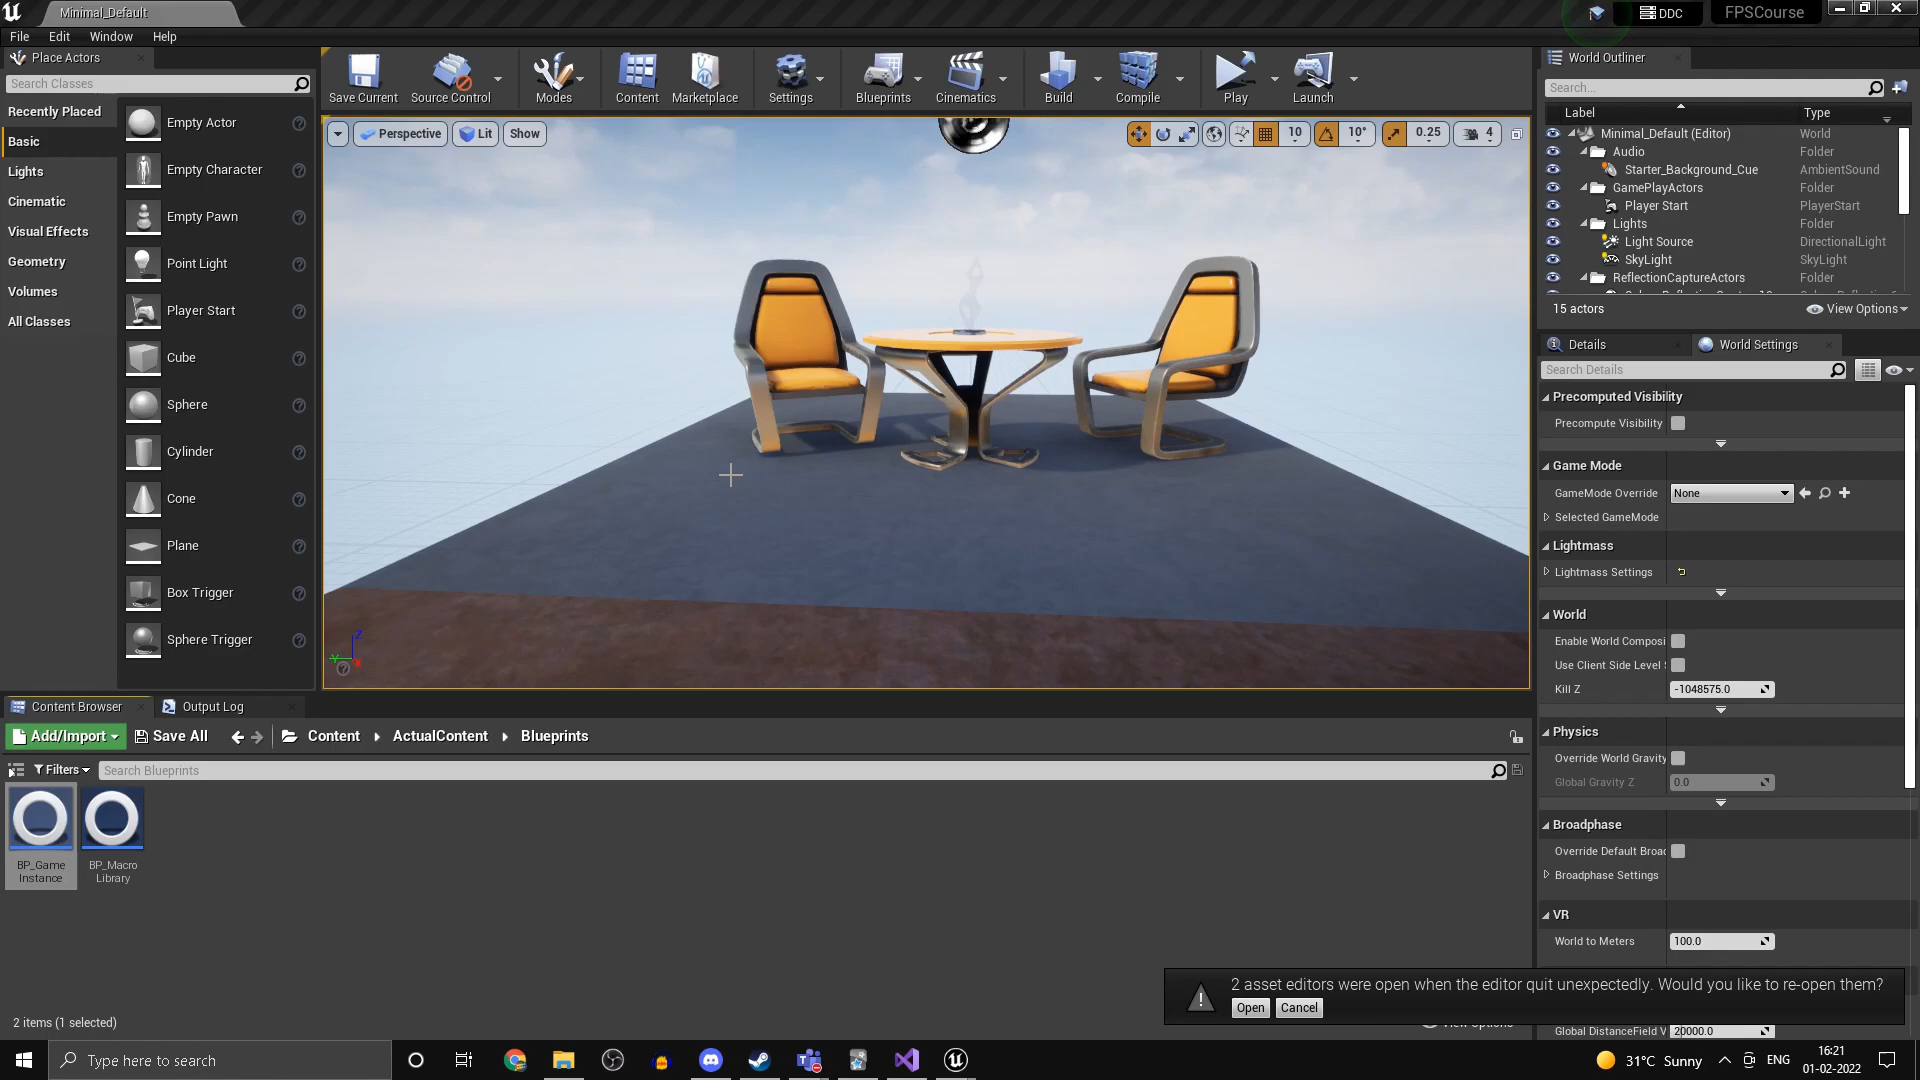 Minimal_Default
DDC
FPSCourse
File Edit Window Help
Place Actors
Search Classes
Recently Placed
Basic
Lights
Cinematic
Visual Effects
Geometry
Volumes
All Classes
Empty Actor
Empty Character
Empty Pawn
Point Light
Player Start
Cube
Sphere
Cylinder
Cone
Plane
Box Trigger
Sphere Trigger
Save Current
Source Control
Modes
Content
Marketplace
Settings
Blueprints
Cinematics
Build
Compile
Play
Launch
Perspective Lit Show
10 10° 0.25 4
World Outliner
Search...
Label Type
Minimal_Default (Editor) World
Audio Folder
Starter_Background_Cue AmbientSound
GamePlayActors Folder
Player Start PlayerStart
Lights Folder
Light Source DirectionalLight
SkyLight SkyLight
ReflectionCaptureActors Folder
15 actors View Options
Details World Settings
Search Details
Precomputed Visibility
Precompute Visibility
Game Mode
GameMode Override None
Selected GameMode
Lightmass
Lightmass Settings
World
Enable World Composi
Use Client Side Level
Kill Z -1048575.0
Physics
Override World Gravity
Global Gravity Z 0.0
Broadphase
Override Default Broad
Broadphase Settings
VR
World to Meters 100.0
Global DistanceField V 20000.0
Z
Y
X
Content Browser Output Log
Add/Import Save All Content ActualContent Blueprints
Filters Search Blueprints
BP_Game
Instance
BP_Macro
Library
2 items (1 selected)
2 asset editors were open when the editor quit unexpectedly. Would you like to re-open them?
Open Cancel
Type here to search
31°C Sunny
ENG
16:21
01-02-2022